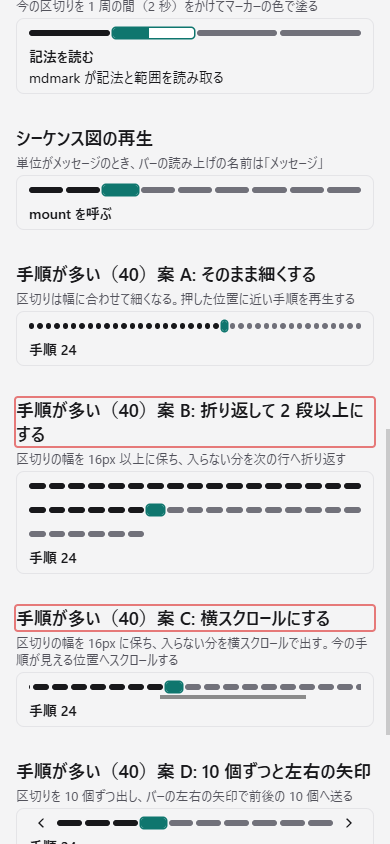 今の区切りを 1 周の間（2 秒）をかけてマーカーの色で塗る
記法を読む
mdmark が記法と範囲を読み取る
シーケンス図の再生
単位がメッセージのとき、バーの読み上げの名前は「メッセージ」
mount を呼ぶ
手順が多い（40）案 A: そのまま細くする
区切りは幅に合わせて細くなる。押した位置に近い手順を再生する
手順 24
手順が多い（40）案 B: 折り返して 2 段以上に
する
区切りの幅を 16px 以上に保ち、入らない分を次の行へ折り返す
手順 24
手順が多い（40）案 C: 横スクロールにする
区切りの幅を 16px に保ち、入らない分を横スクロールで出す。今の手
順が見える位置へスクロールする
手順 24
手順が多い（40）案 D: 10 個ずつと左右の矢印
区切りを 10 個ずつ出し、バーの左右の矢印で前後の 10 個へ送る